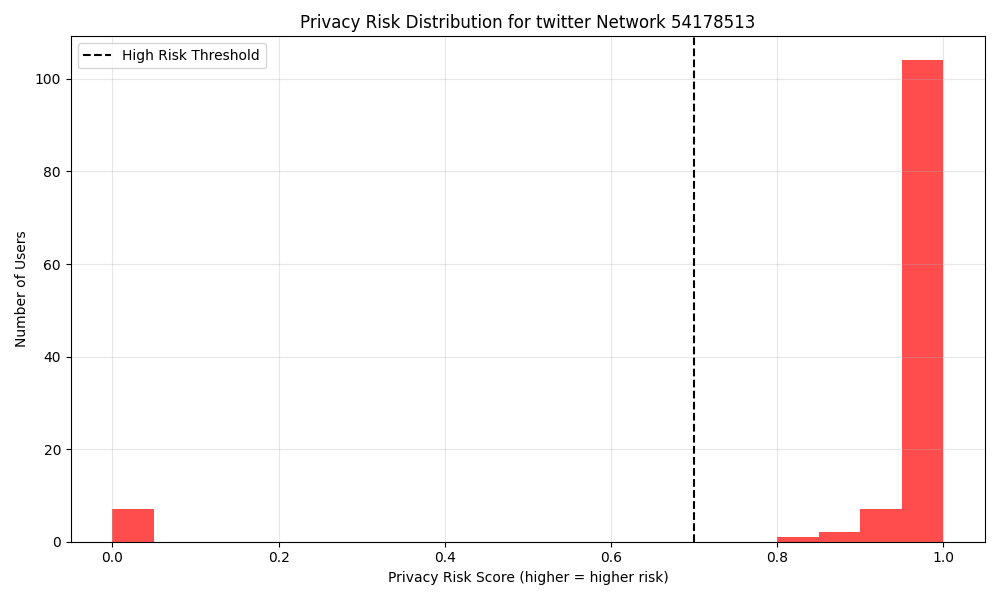 Privacy Risk Distribution for twitter Network 54178513
High Risk Threshold
100
80
60
40
20
0
Number of Users
0.0 0.2 0.4 0.6 0.8 1.0
Privacy Risk Score (higher = higher risk)